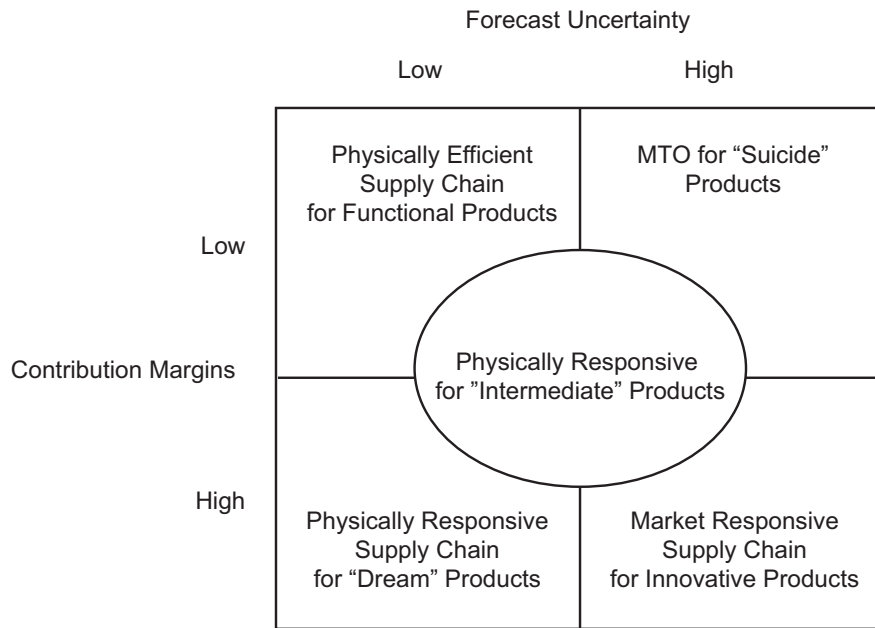 Forecast Uncertainty
Low
High
Physically Efficient
Supply Chain
for Functional Products
MTO for “Suicide”
Products
Low
Contribution Margins
Physically Responsive
for ”Intermediate” Products
High
Physically Responsive
Supply Chain
for “Dream” Products
Market Responsive
Supply Chain
for Innovative Products